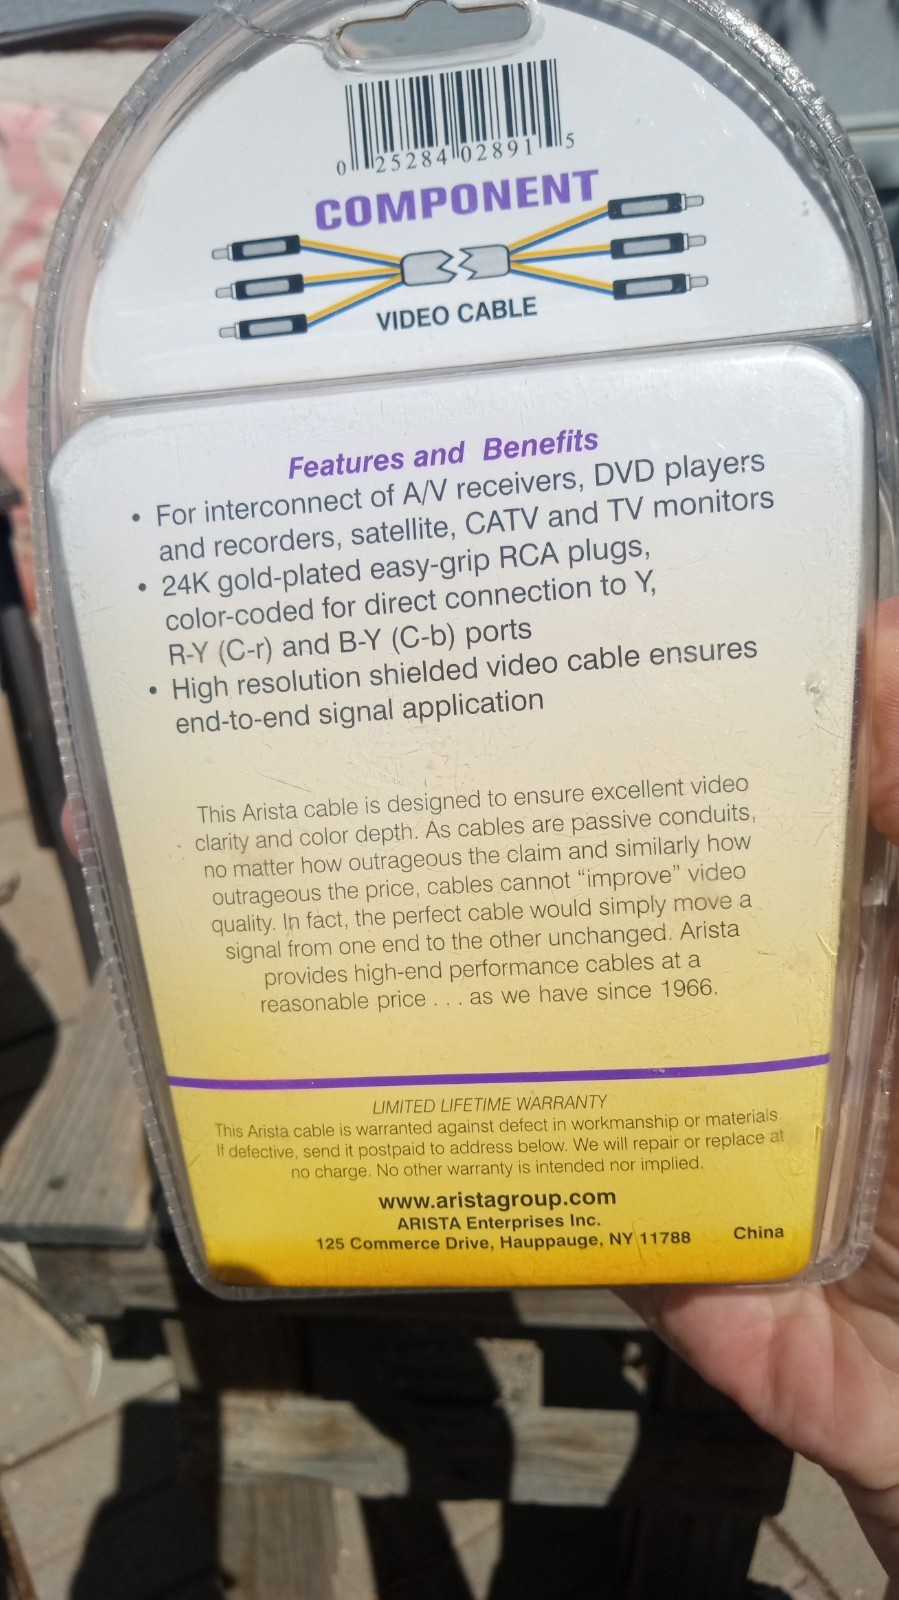 0 25284 02891 5
COMPONENT
VIDEO CABLE
Features and Benefits
• For interconnect of A/V receivers, DVD players
and recorders, satellite, CATV and TV monitors
• 24K gold-plated easy-grip RCA plugs,
color-coded for direct connection to Y,
R-Y (C-r) and B-Y (C-b) ports
• High resolution shielded video cable ensures
end-to-end signal application
This Arista cable is designed to ensure excellent video
clarity and color depth. As cables are passive conduits,
no matter how outrageous the claim and similarly how
outrageous the price, cables cannot “improve” video
quality. In fact, the perfect cable would simply move a
signal from one end to the other unchanged. Arista
provides high-end performance cables at a
reasonable price . . . as we have since 1966.
LIMITED LIFETIME WARRANTY
This Arista cable is warranted against defect in workmanship or materials.
If defective, send it postpaid to address below. We will repair or replace at
no charge. No other warranty is intended nor implied.
www.aristagroup.com
ARISTA Enterprises Inc.
125 Commerce Drive, Hauppauge, NY 11788 China